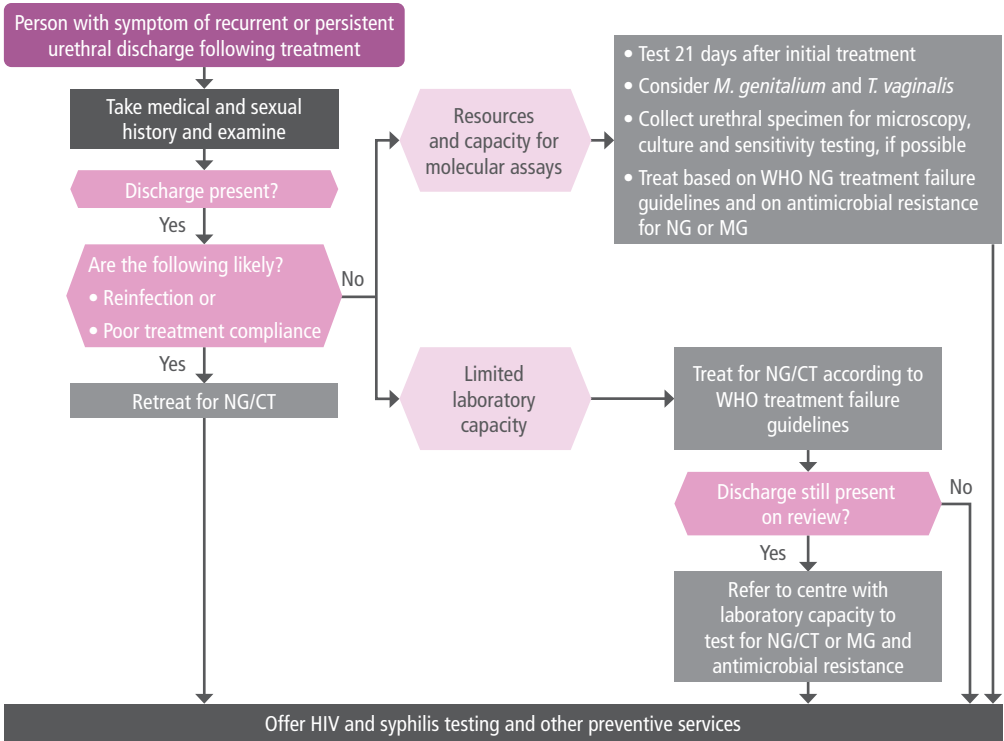 Person with symptom of recurrent or persistent
urethral discharge following treatment
Take medical and sexual
history and examine
Discharge present?
Yes
Are the following likely?
• Reinfection or
• Poor treatment compliance
No
Yes
Retreat for NG/CT
Resources
and capacity for
molecular assays
• Test 21 days after initial treatment
• Consider M. genitalium and T. vaginalis
• Collect urethral specimen for microscopy,
culture and sensitivity testing, if possible
• Treat based on WHO NG treatment failure
guidelines and on antimicrobial resistance
for NG or MG
Limited
laboratory
capacity
Treat for NG/CT according to
WHO treatment failure
guidelines
Discharge still present
on review?
No
Yes
Refer to centre with
laboratory capacity to
test for NG/CT or MG and
antimicrobial resistance
Offer HIV and syphilis testing and other preventive services